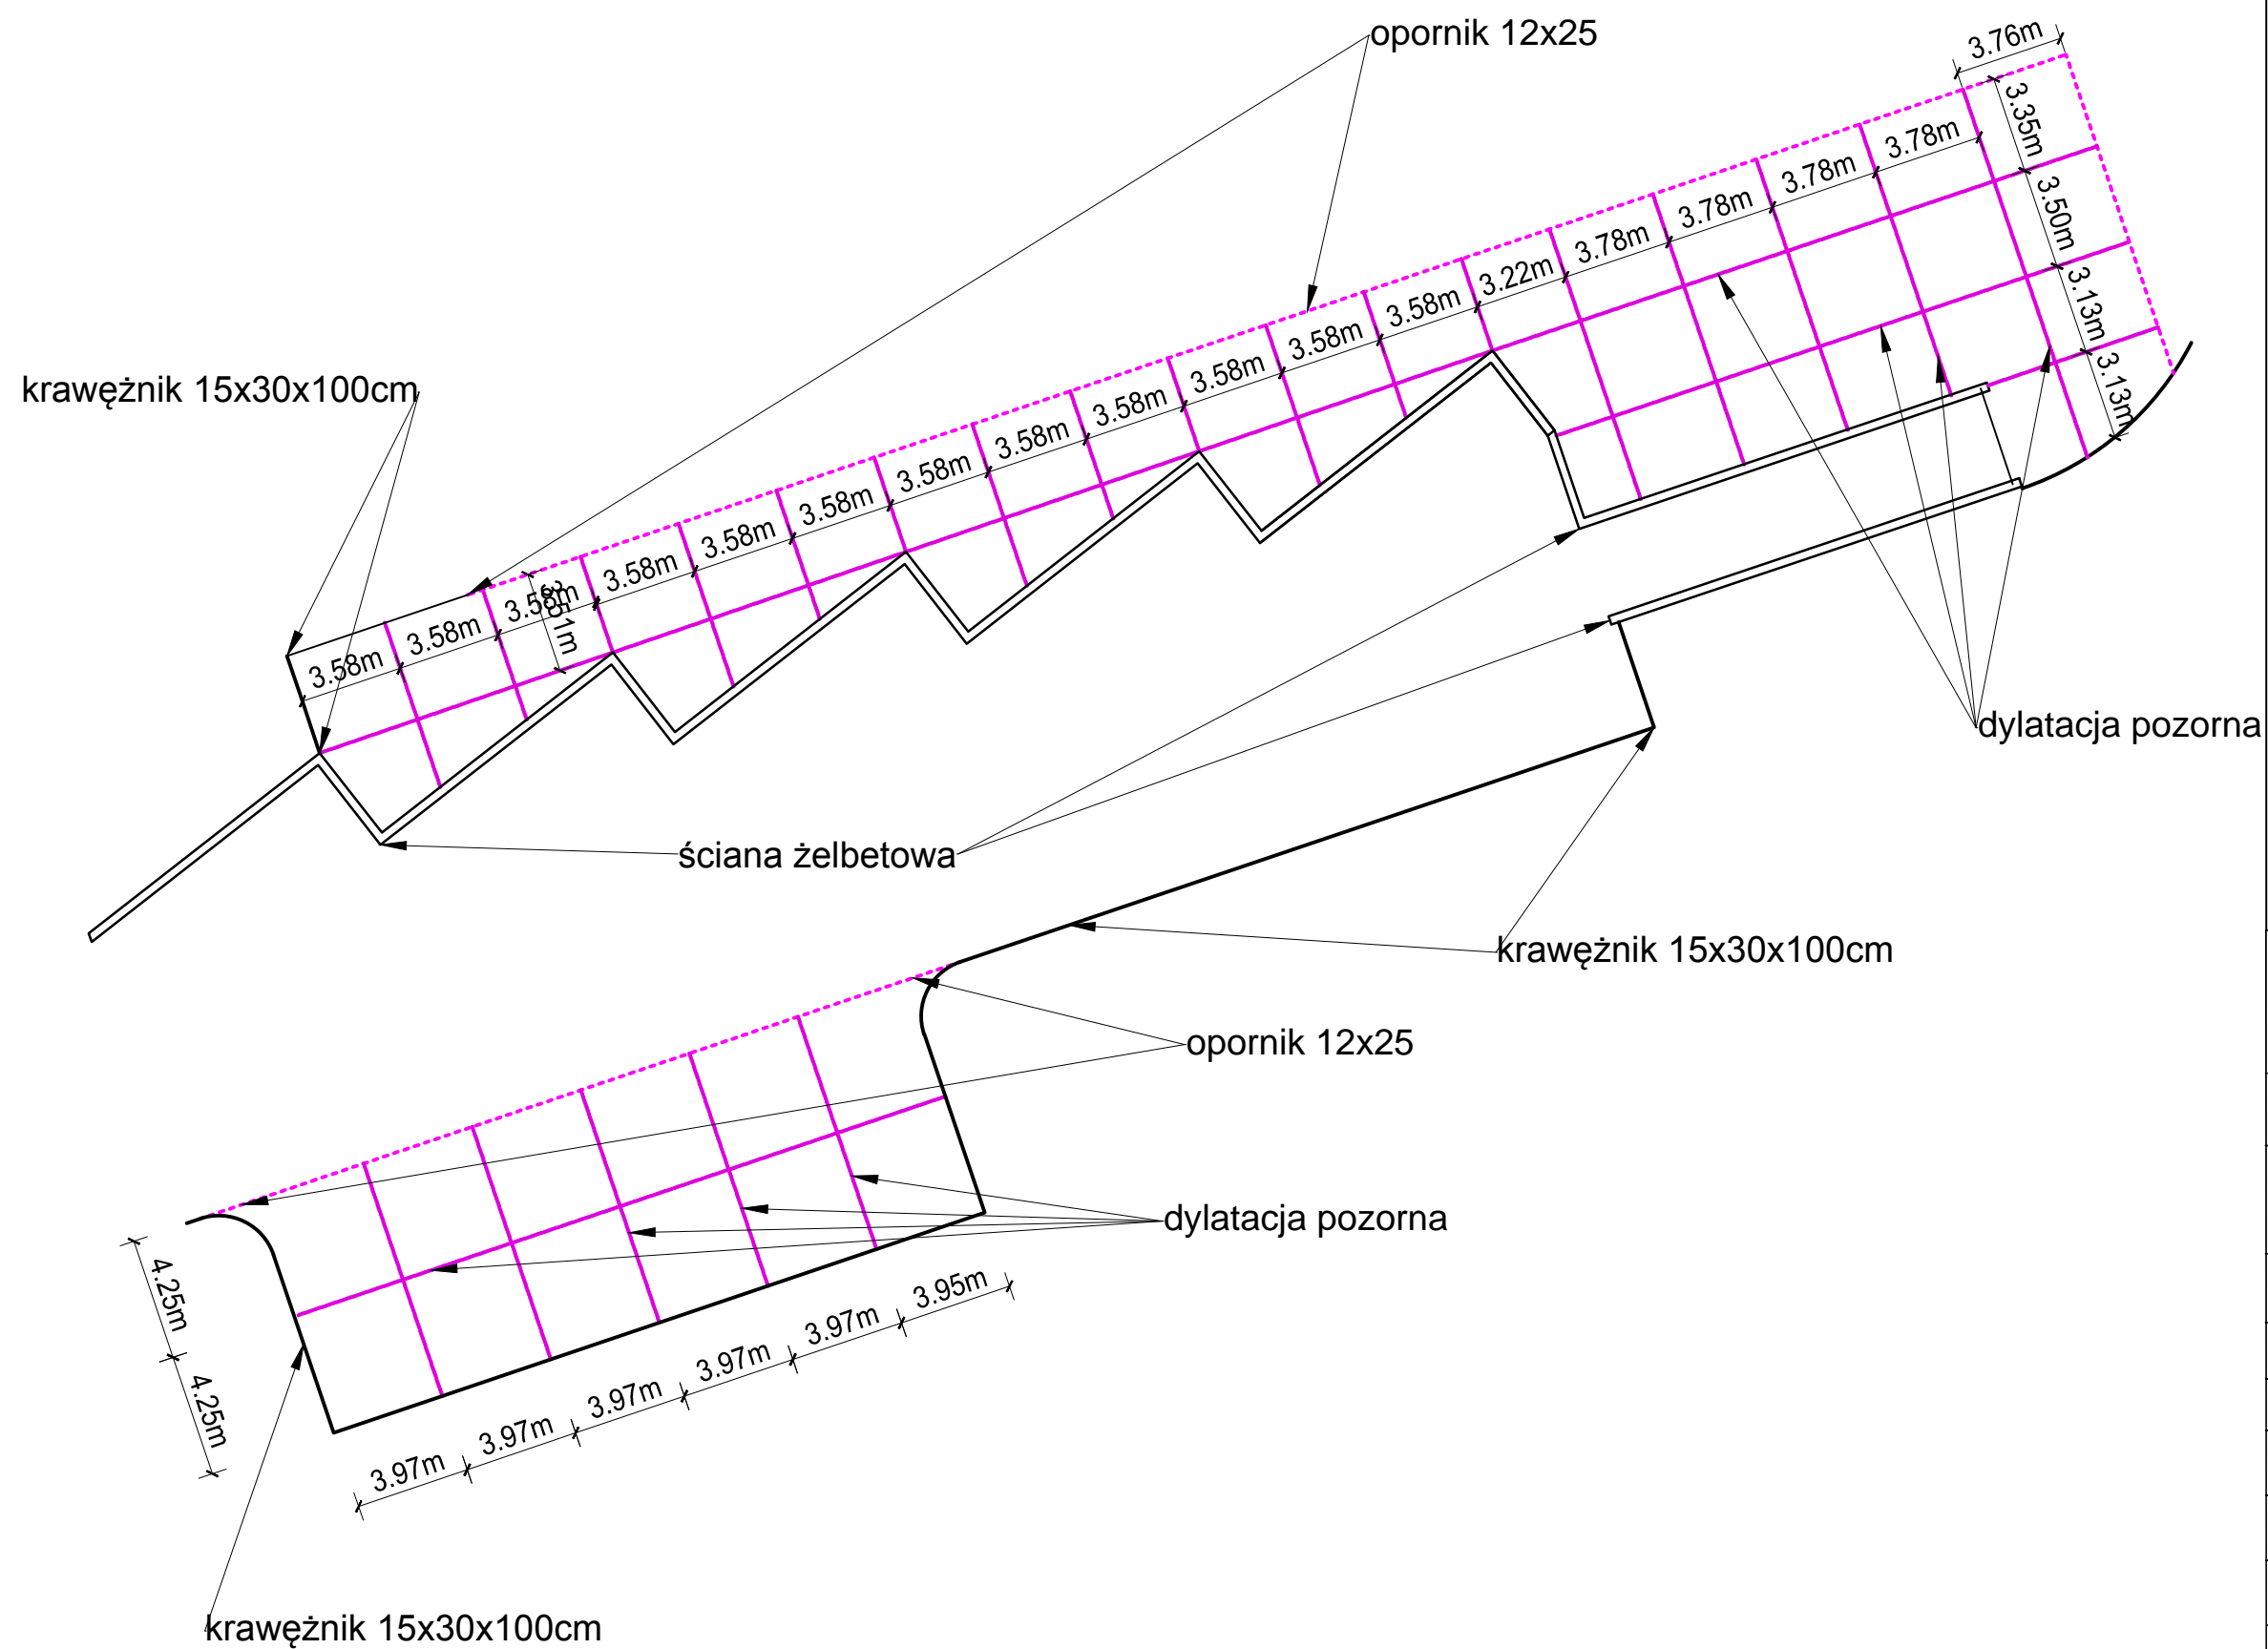 opornik 12x25
3.76m
3.35m
3.50m
3.13m
3.13m
3.78m
3.78m
3.78m
3.78m
3.22m
3.58m
3.58m
3.58m
3.58m
3.58m
3.58m
3.58m
3.58m
3.58m
3.58m
3.58m
3.58m
3.51m
krawężnik 15x30x100cm
dylatacja pozorna
ściana żelbetowa
krawężnik 15x30x100cm
opornik 12x25
dylatacja pozorna
4.25m
4.25m
3.95m
3.97m
3.97m
3.97m
3.97m
3.97m
krawężnik 15x30x100cm